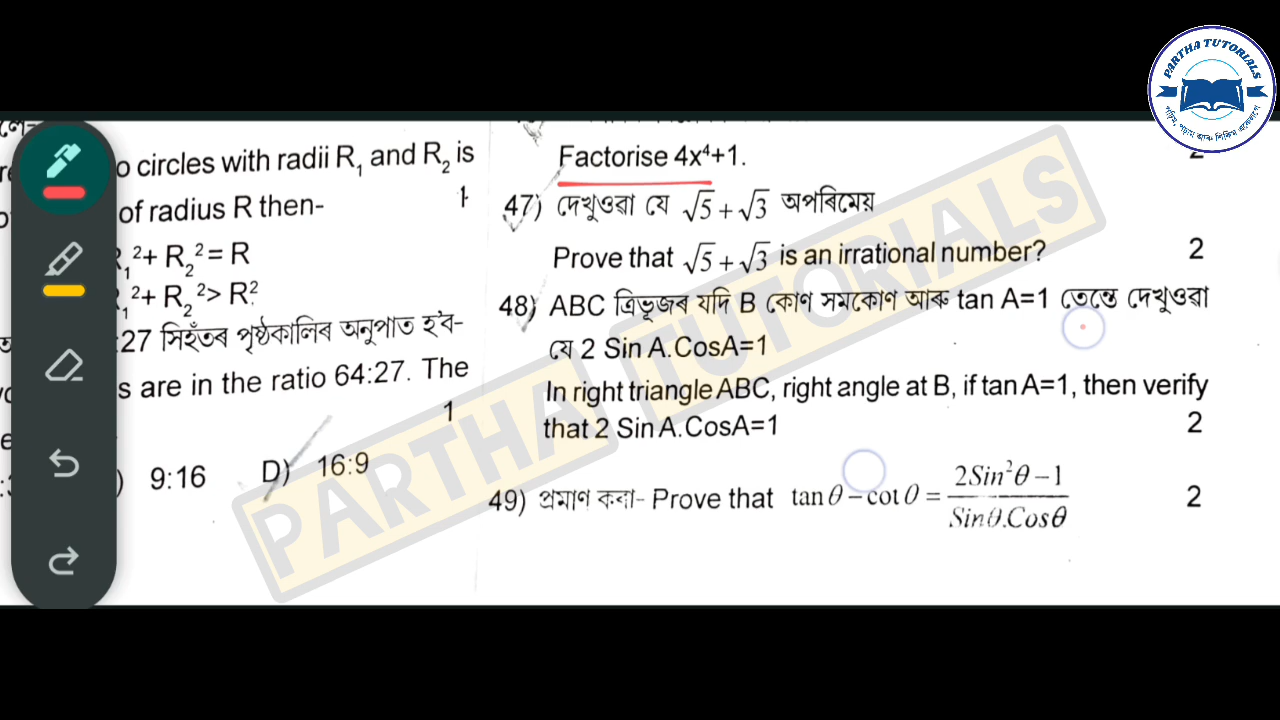 PARTHA TUTORIALS
o circles with radii R₁ and R₂ is
1
of radius R then-
₁²+ R₂²= R
₁²+ R₂²> R²
27 সিহঁতৰ পৃষ্ঠকালিৰ অনুপাত হ'ব-
s are in the ratio 64:27. The
1
) 9:16 D) 16:9
Factorise 4x⁴+1.
2
47) দেখুওৱা যে √5 + √3 অপৰিমেয়
Prove that √5 + √3 is an irrational number? 2
48) ABC ত্ৰিভূজৰ যদি B কোণ সমকোণ আৰু tan A=1 তেন্তে দেখুওৱা
যে 2 Sin A.CosA=1
In right triangle ABC, right angle at B, if tan A=1, then verify
that 2 Sin A.CosA=1 2
49) প্ৰমাণ কৰা- Prove that tanθ – cotθ = (2Sin²θ – 1)/(Sinθ.Cosθ) 2
PARTHA TUTORIALS